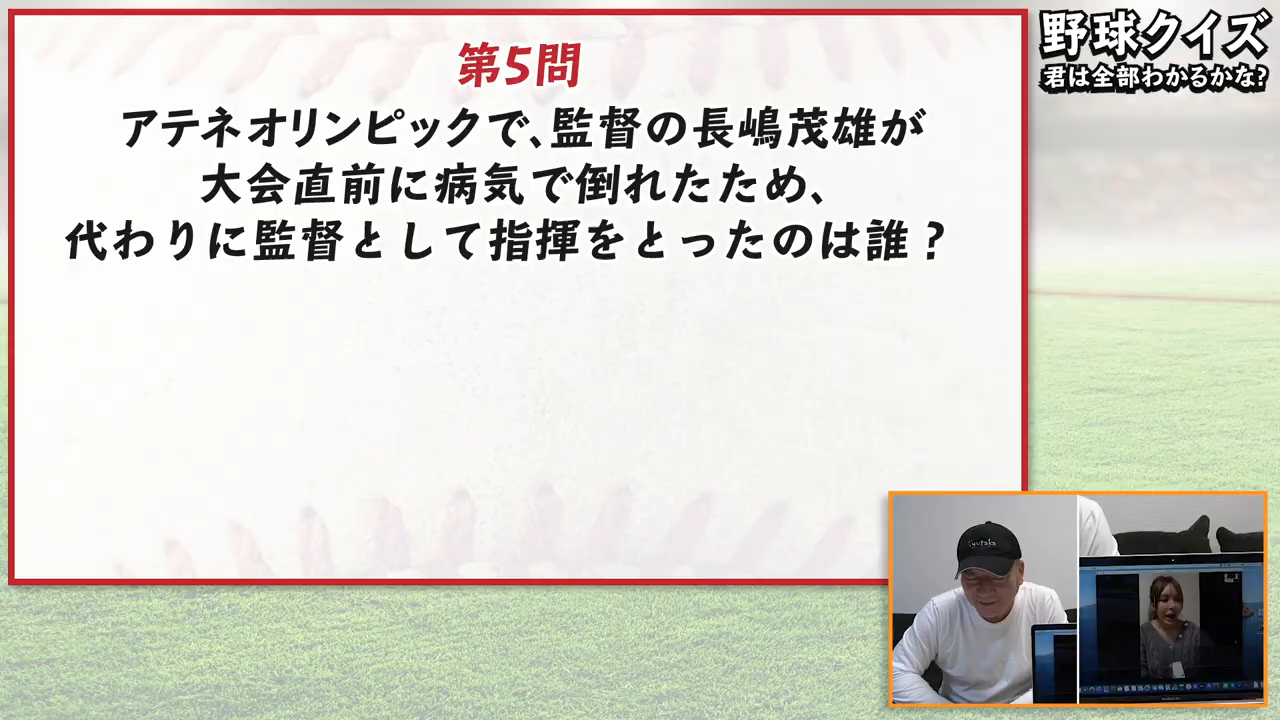 第5問
アテネオリンピックで、監督の長嶋茂雄が
大会直前に病気で倒れたため、
代わりに監督として指揮をとったのは誰？
野球クイズ
君は全部わかるかな?
Syutaka